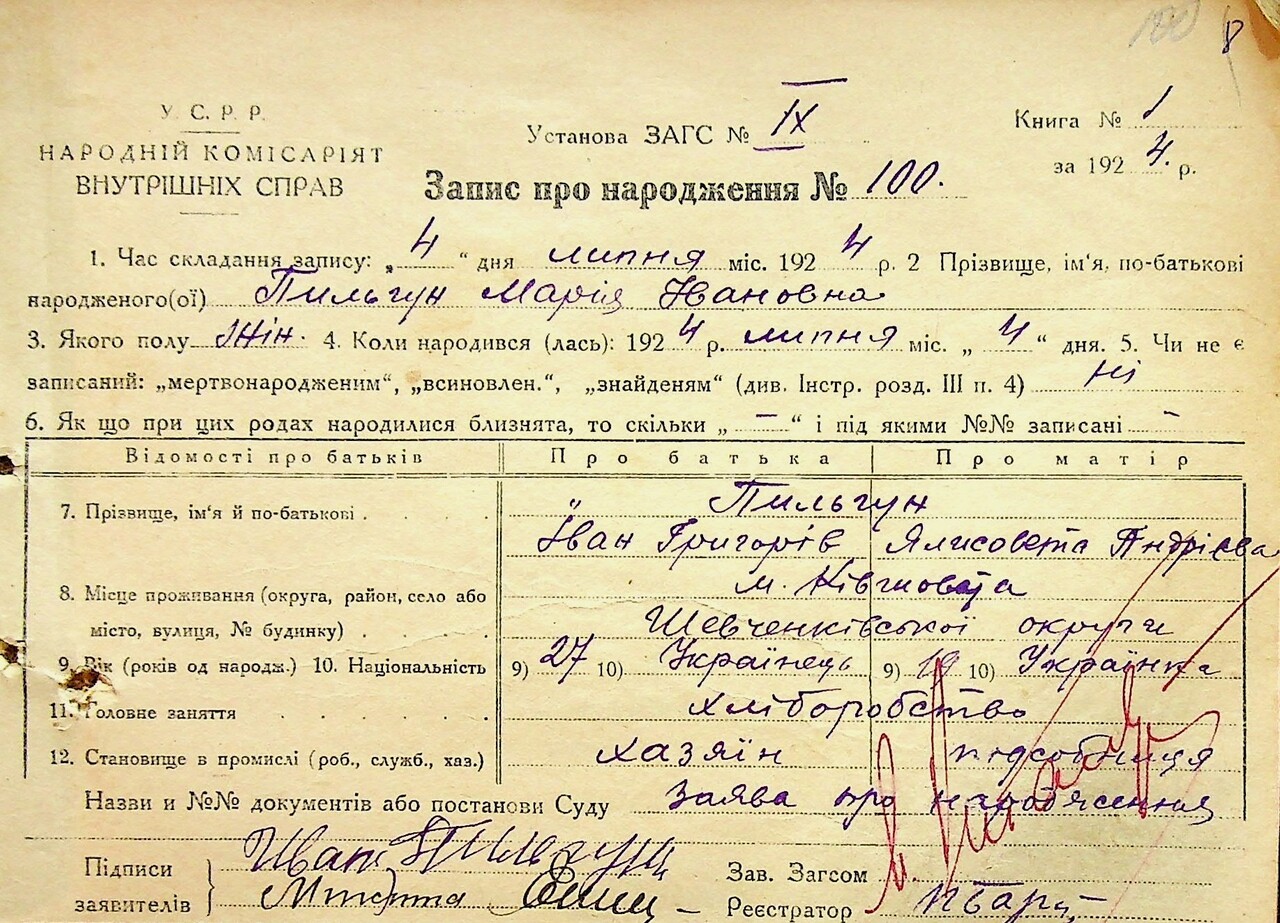 100 8
У. С. Р. Р.
НАРОДНІЙ КОМІСАРІЯТ
ВНУТРІШНІХ СПРАВ
Установа ЗАГС № IX
Книга № 1
за 1924. р.
Запис про народження № 100.
1. Час складання запису: „4“ дня липня міс. 1924 р. 2 Прізвище, ім'я, по-батькові
народженого(ої) Пильгун Марія Івановна
3. Якого полу жін. 4. Коли народився (лась): 1924 р. липня міс. „4“ дня. 5. Чи не є
записаний: „мертвонародженим“, „всиновлен.“, „знайденям“ (див. Інстр. розд. III п. 4) ні
6. Як що при цих родах народилися близнята, то скільки „—“ і під якими №№ записані —
Відомості про батьків Про батька Про матір
7. Прізвище, ім'я й по-батькові . . . . „ Пильгун
Іван Григорів Ялисовета Андрієва
8. Місце проживання (округа, район, село або м. Ківшовата
місто, вулиця, № будинку) . . . . Шевченківської округи
9. Вік (років од народж.) 10. Національність 9) 27 10) Українець 9) 19 10) Українка
11. Головне заняття . . . . . хліборобство
12. Становище в промислі (роб., служб., хаз.) хазяїн підсобниця
Назви и №№ документів або постанови Суду Заява про народження
Підписи Иван Пильгун Зав. Загсом
заявителів Реєстратор